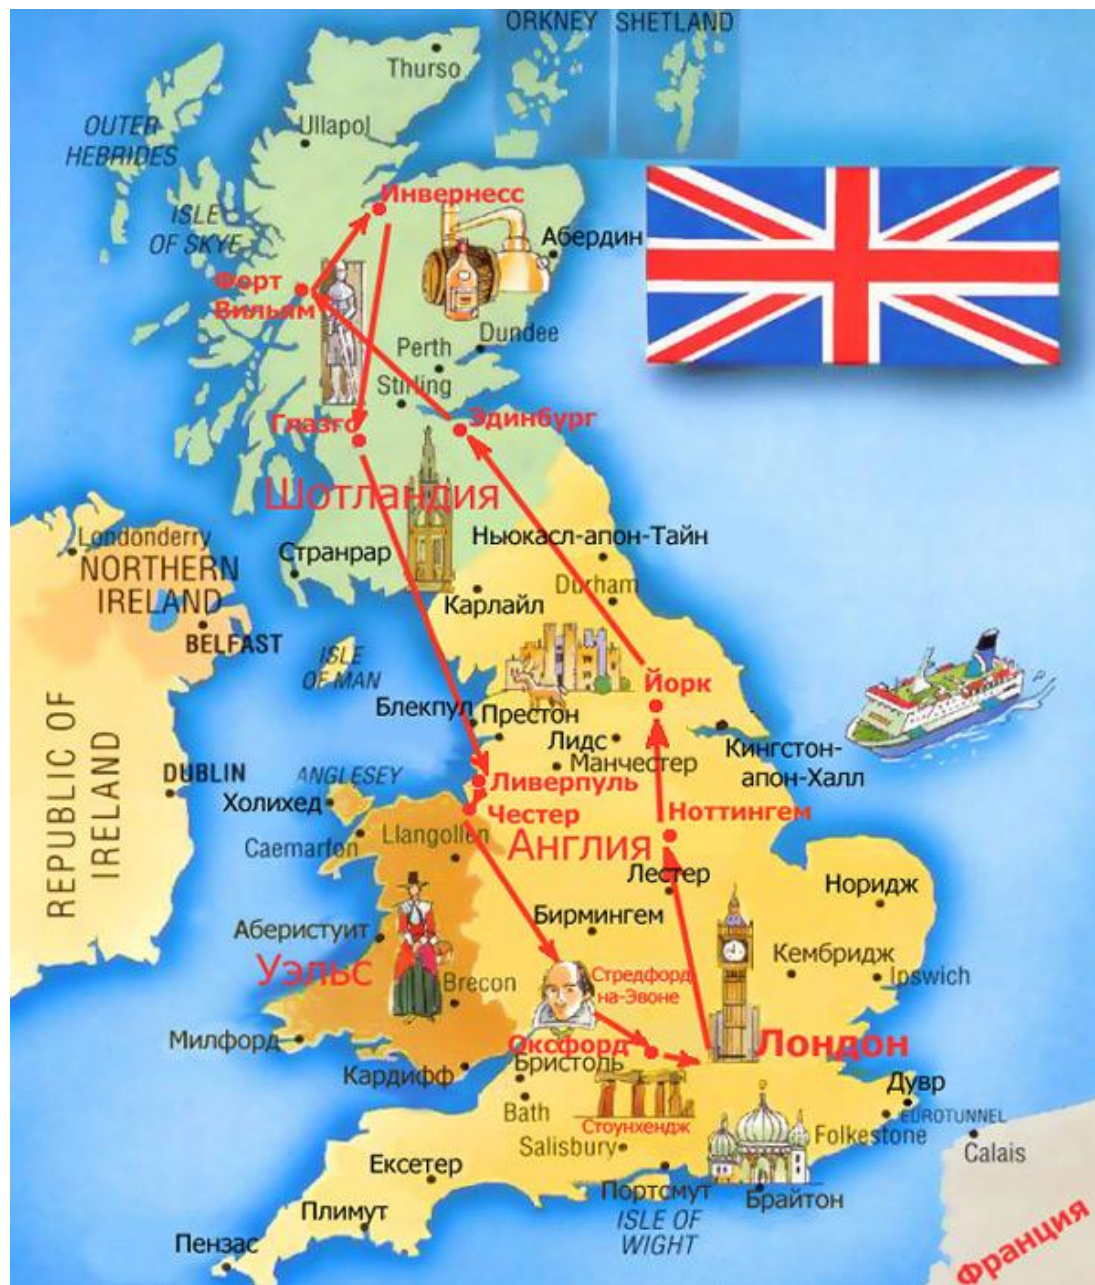 ORKNEY
SHETLAND
Thurso
OUTER
HEBRIDES
Ullapol
Инвернесс
ISLE
OF SKYE
Абердин
Форт
Вильям
Dundee
Perth
Stirling
Глазго
Эдинбург
Шотландия
Londonderry
NORTHERN
IRELAND
Странрар
Ньюкасл-апон-Тайн
Durham
Карлайл
BELFAST
ISLE
OF MAN
Йорк
REPUBLIC OF
IRELAND
Блекпул
Престон
Лидс
Манчестер
Кингстон-
апон-Халл
DUBLIN
ANGLESEY
Холихед
Ливерпуль
Честер
Ноттингем
Caemarfon
Llangollen
Англия
Лестер
Норидж
Бирмингем
Аберистуит
Уэльс
Кембридж
Ipswich
Стредфорд
на-Эвоне
Brecon
Милфорд
Оксфорд
Лондон
Бристоль
Кардифф
Дувр
Bath
Стоунхендж
EUROTUNNEL
Folkestone
Calais
Salisbury
Ексетер
Портсмут
Брайтон
Плимут
ISLE OF
WIGHT
Пензас
Франция